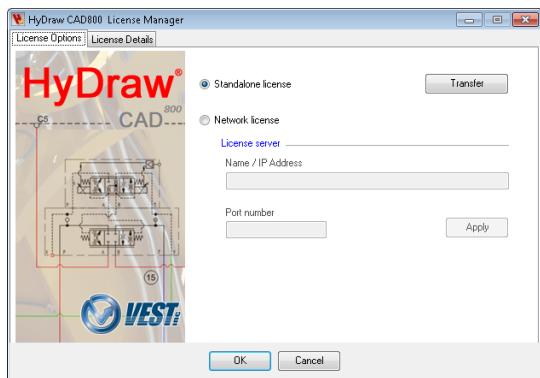 HyDraw CAD800 License Manager
License Options
License Details
HyDraw®
800
C5
CAD
15
VEST
Standalone license
Transfer
Network license
License server
Name / IP Address
Port number
Apply
OK
Cancel